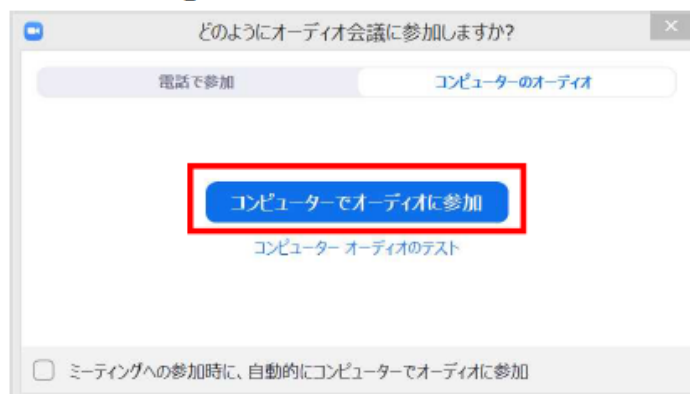 どのようにオーディオ会議に参加しますか?
電話で参加
コンピューターのオーディオ
コンピューターでオーディオに参加
コンピューター オーディオのテスト
ミーティングへの参加時に、自動的にコンピューターでオーディオに参加